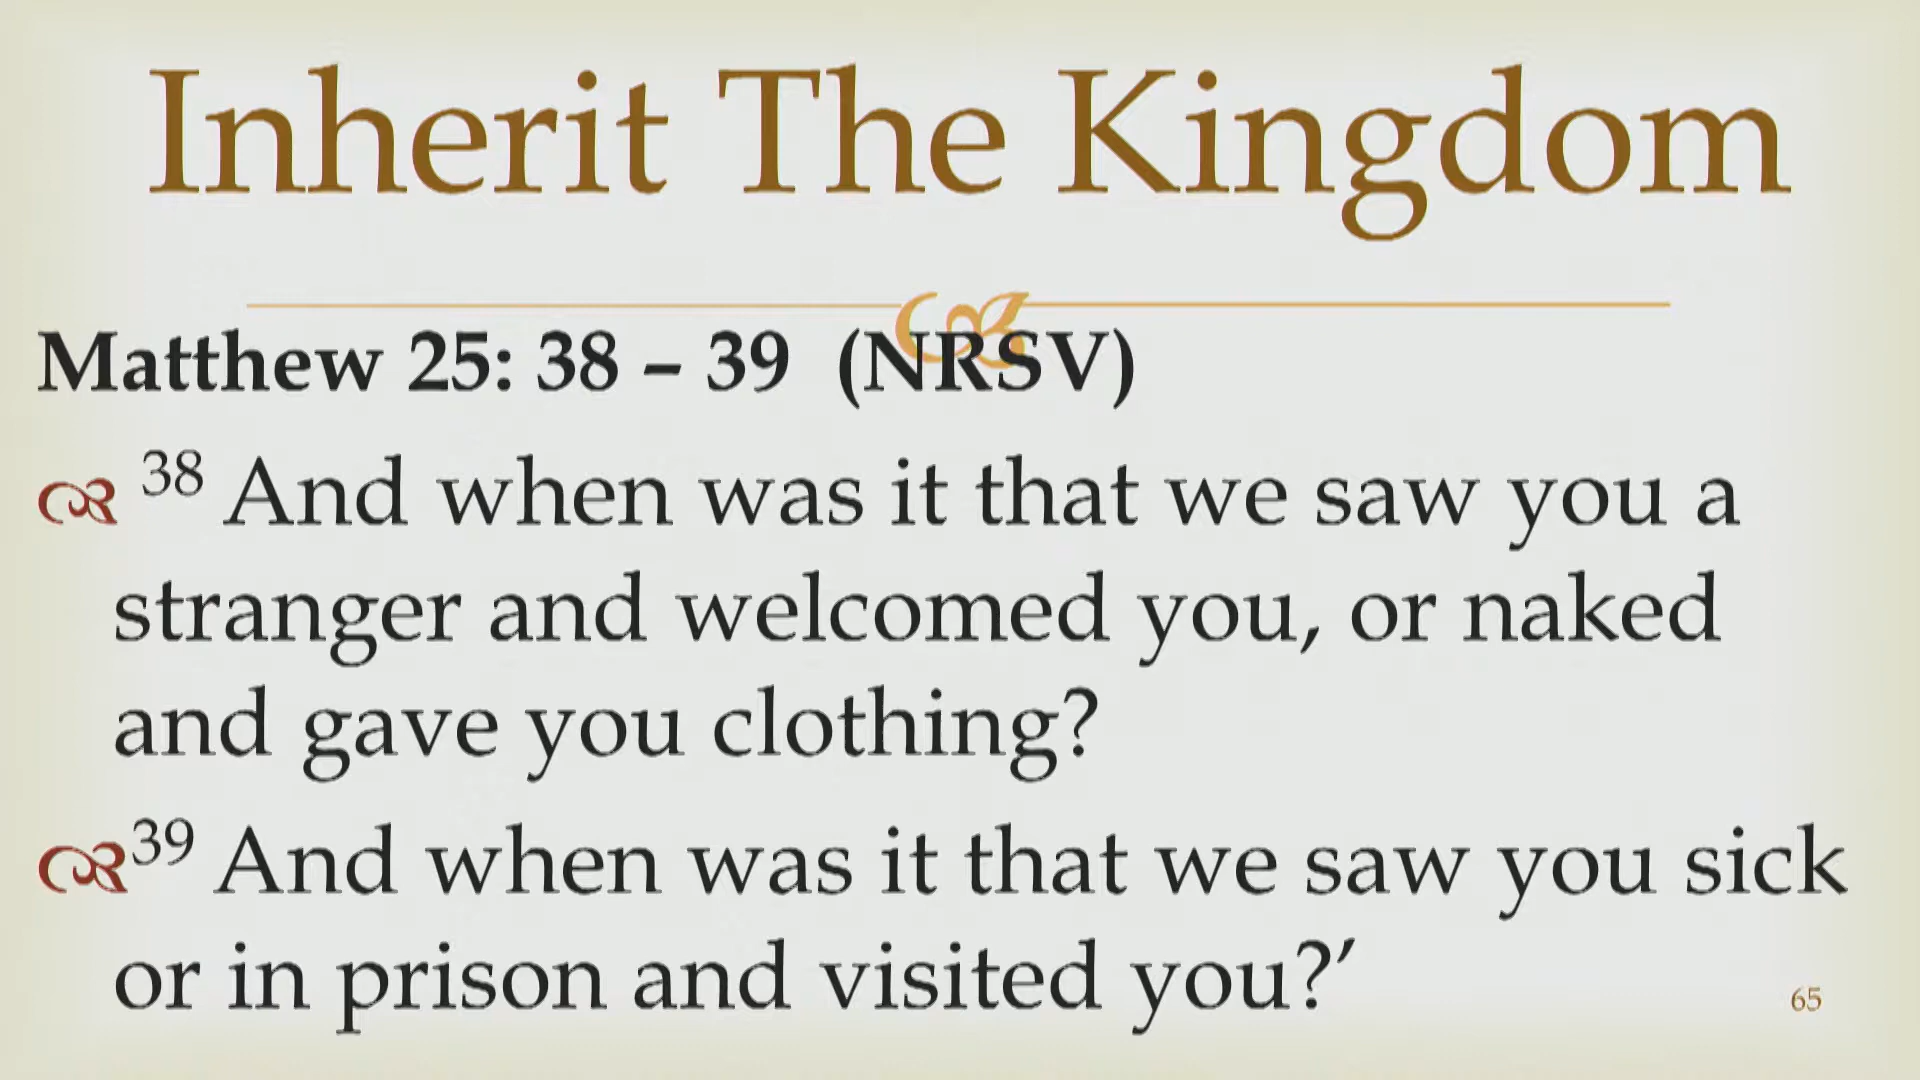 Inherit The Kingdom
Matthew 25: 38 – 39 (NRSV)
38 And when was it that we saw you a
stranger and welcomed you, or naked
and gave you clothing?
39 And when was it that we saw you sick
or in prison and visited you?’
65